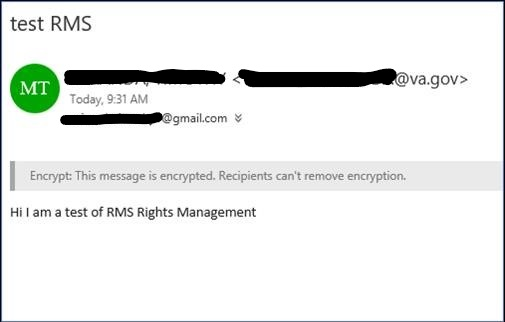 test RMS
MT
<
@va.gov>
Today, 9:31 AM
@gmail.com
Encrypt: This message is encrypted. Recipients can't remove encryption.
Hi I am a test of RMS Rights Management